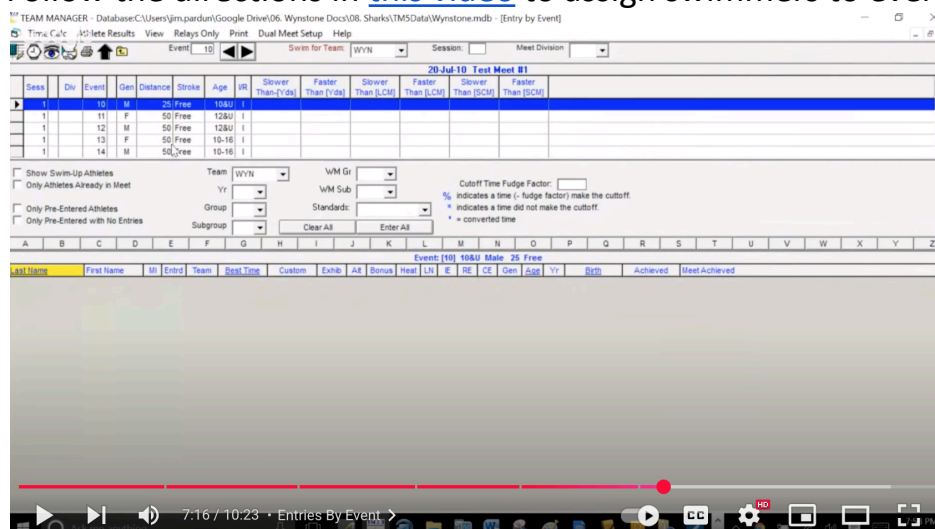 Follow the directions in this video to assign swimmers to ever
TEAM MANAGER - Database:C:\Users\jim.pardun\Google Drive\06. Wynstone Docs\08. Sharks\TM5Data\Wynstone.mdb - [Entry by Event]
Time Calc Athlete Results View Relays Only Print Dual Meet Setup Help
Event 10 Swim for Team: WYN Session: Meet Division
20-Jul-10 Test Meet #1
Sess Div Event Gen Distance Stroke Age I/R Slower Than-[Yds] Faster Than [Yds] Slower Than [LCM] Faster Than [LCM] Slower Than [SCM] Faster Than [SCM]
1 10 M 25 Free 10&U I
1 11 F 50 Free 12&U I
1 12 M 50 Free 12&U I
1 13 F 50 Free 10-16 I
1 14 M 50 Free 10-16 I
Show Swim-Up Athletes Team WYN WM Gr
Only Athletes Already in Meet Yr WM Sub Cutoff Time Fudge Factor:
% indicates a time (- fudge factor) make the cuttoff.
Only Pre-Entered Athletes Group Standards: * indicates a time did not make the cuttoff.
Only Pre-Entered with No Entries Subgroup Clear All Enter All * = converted time
A B C D E F G H I J K L M N O P Q R S T U V W X Y Z
Event: [10] 10&U Male 25 Free
Last Name First Name MI Entrd Team Best Time Custom Exhib Alt Bonus Heat LN IE RE CE Gen Age Yr Birth Achieved Meet Achieved
7:16 / 10:23 • Entries By Event >
CC HD